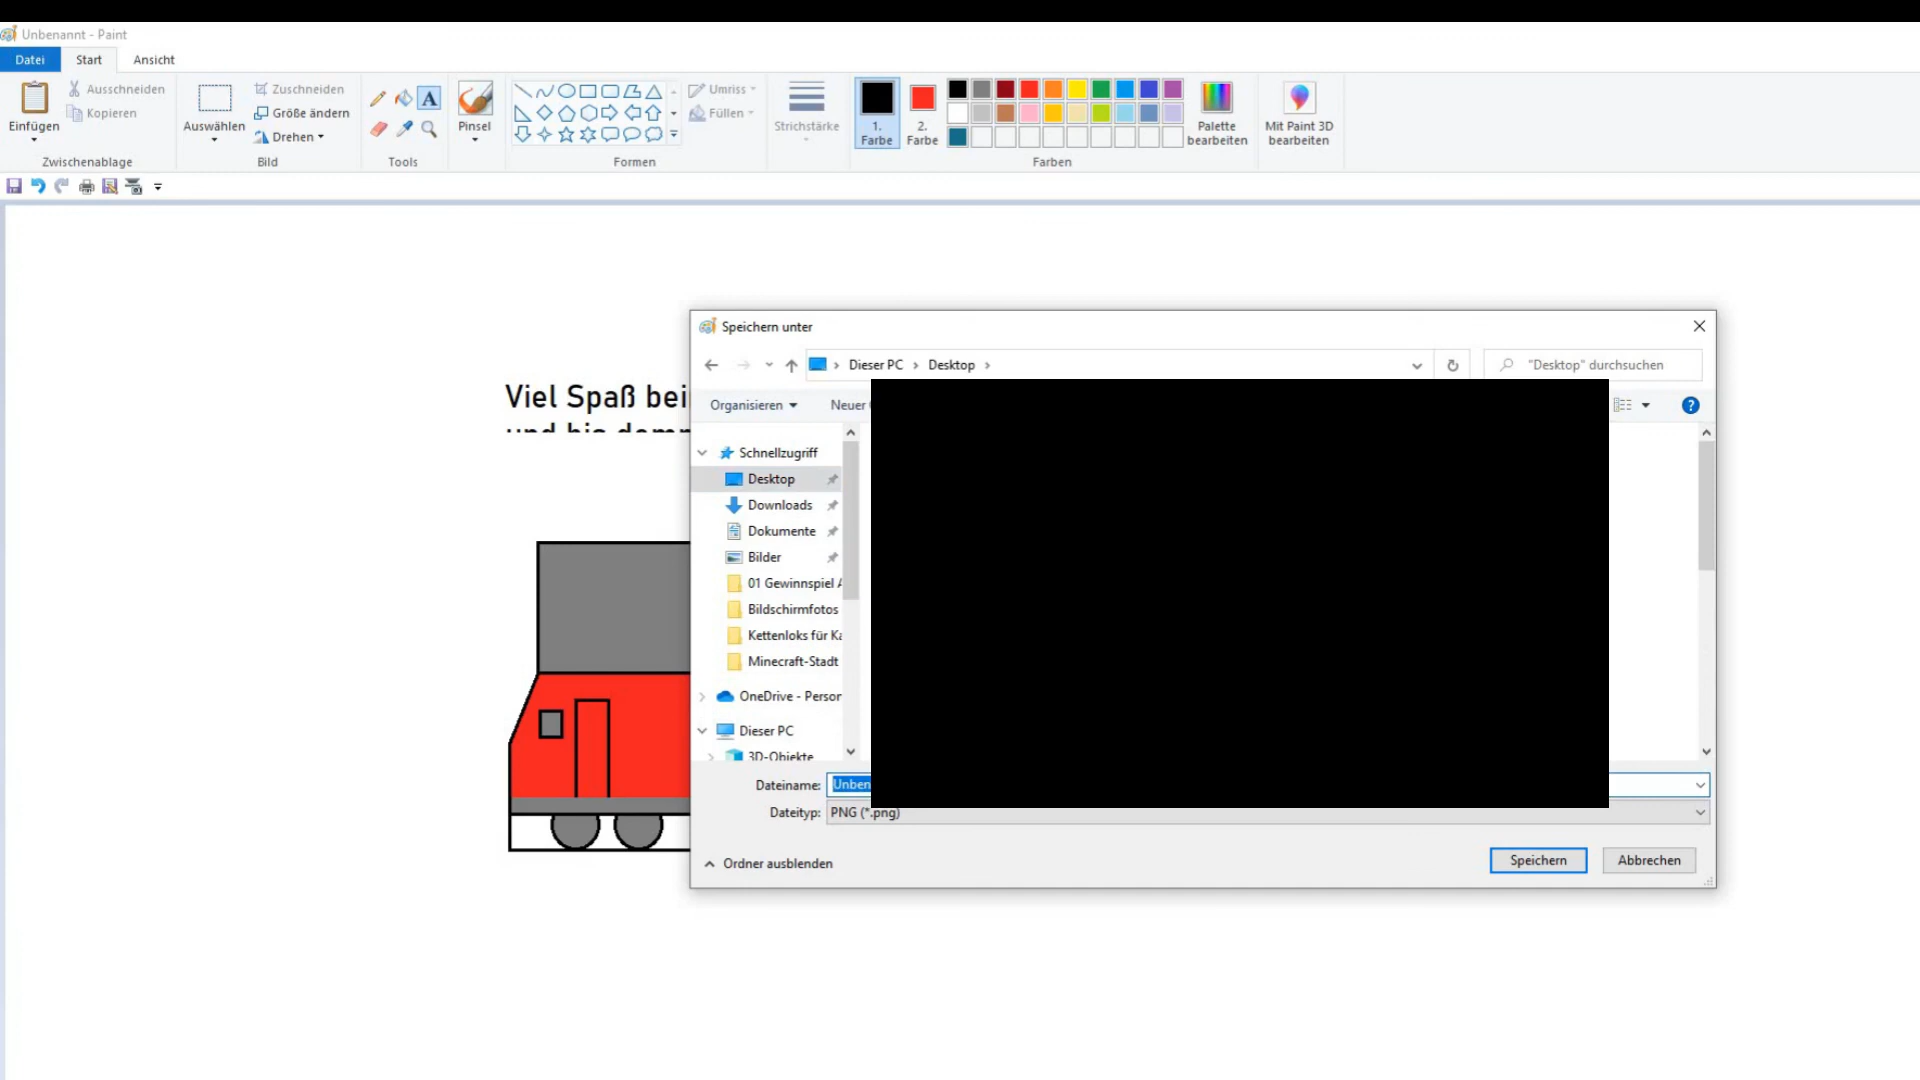 Unbenannt - Paint
Datei Start Ansicht
Einfügen
Ausschneiden
Kopieren
Zwischenablage
Auswählen
Zuschneiden
Größe ändern
Drehen
Bild
A
Tools
Pinsel
Formen
Umriss
Füllen
Strichstärke
1. Farbe
2. Farbe
Farben
Palette bearbeiten
Mit Paint 3D bearbeiten
Viel Spaß bei
Speichern unter
Dieser PC > Desktop >
"Desktop" durchsuchen
Organisieren
Neuer
?
Schnellzugriff
Desktop
Downloads
Dokumente
Bilder
01 Gewinnspiel
Bildschirmfotos
Kettenloks für
Minecraft-Stadt
OneDrive - Person
Dieser PC
3D-Objekte
Dateiname: Unben
Dateityp: PNG (*.png)
Ordner ausblenden
Speichern
Abbrechen